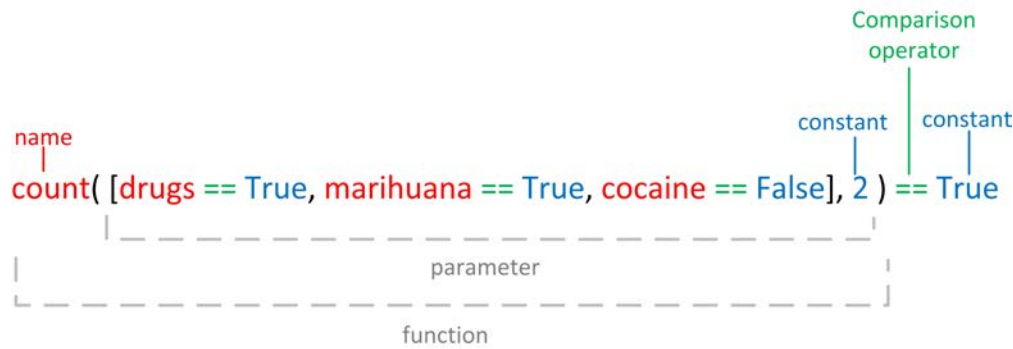 Comparison
operator
name
constant
constant
count( [drugs == True, marihuana == True, cocaine == False], 2 ) == True
parameter
function